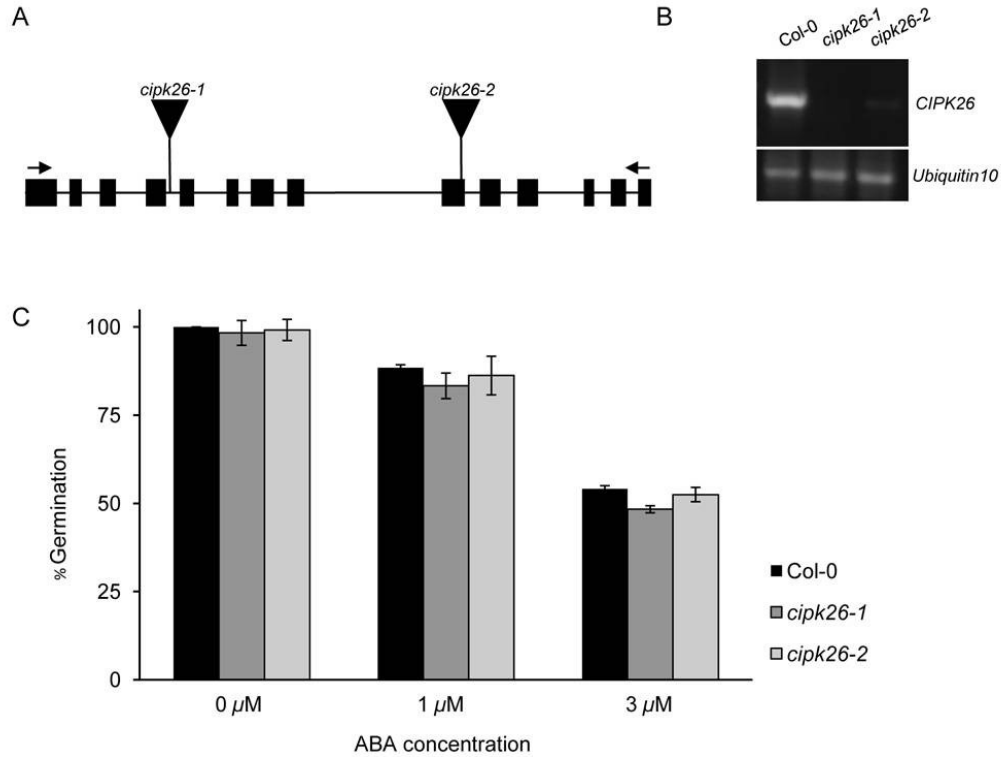 A
B
cipk26-1
cipk26-2
Col-0
cipk26-1
cipk26-2
CIPK26
Ubiquitin10
C
% Germination
100
75
50
25
0
0 µM
1 µM
3 µM
ABA concentration
Col-0
cipk26-1
cipk26-2